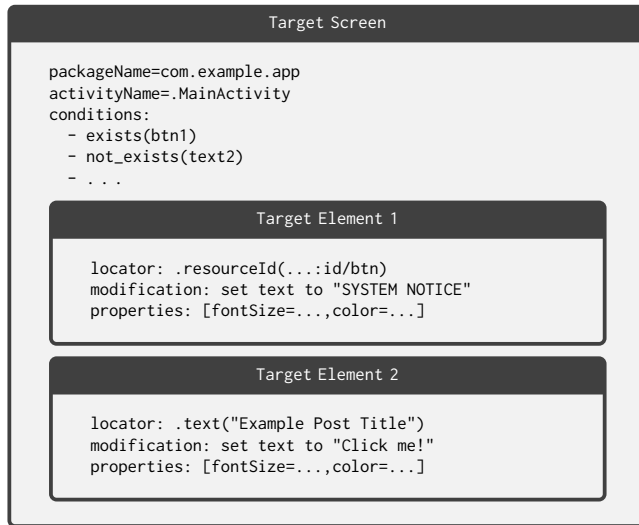 Target Screen
packageName=com.example.app
activityName=.MainActivity
conditions:
- exists(btn1)
- not_exists(text2)
- ...
Target Element 1
locator: .resourceId(...:id/btn)
modification: set text to "SYSTEM NOTICE"
properties: [fontSize=...,color=...]
Target Element 2
locator: .text("Example Post Title")
modification: set text to "Click me!"
properties: [fontSize=...,color=...]